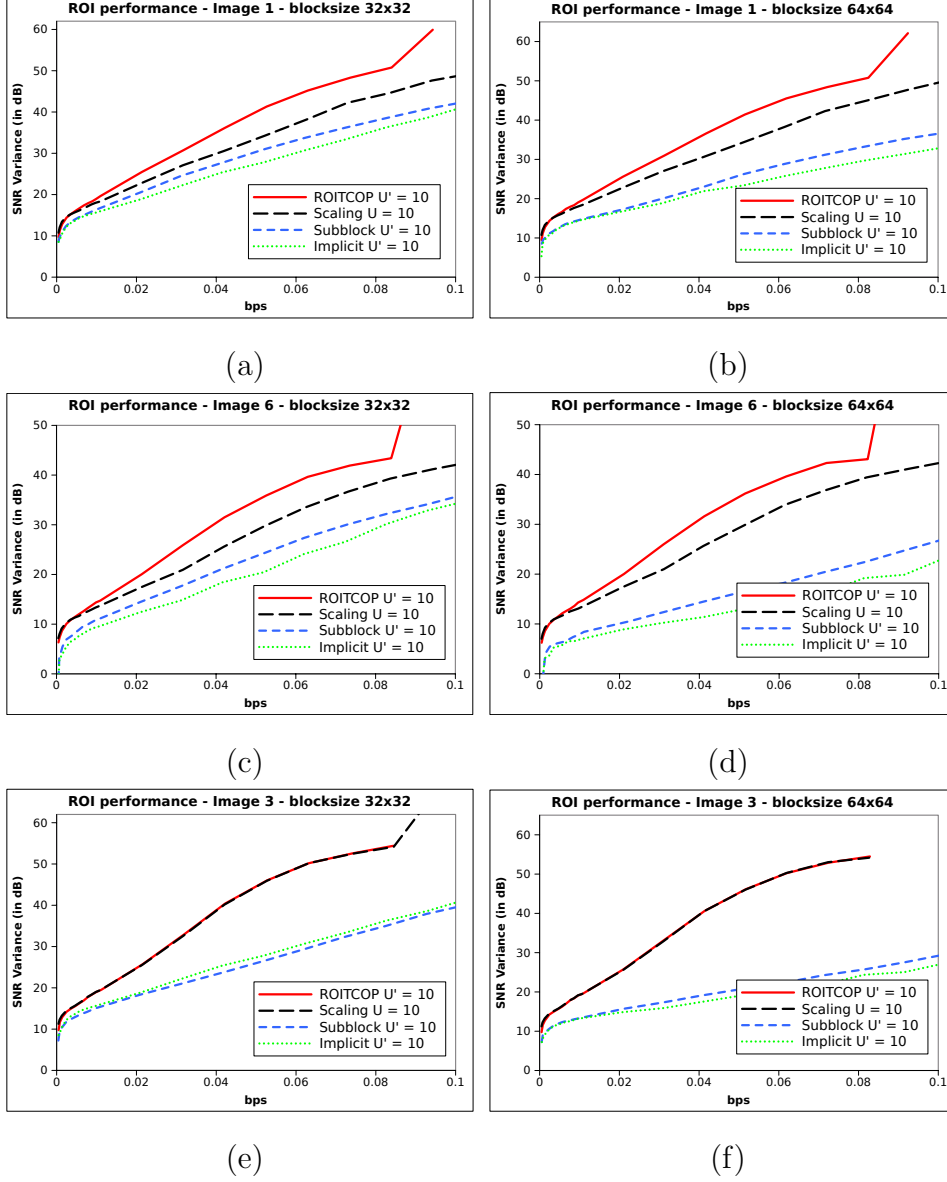 ROI performance - Image 1 - blocksize 32x32
SNR Variance (in dB)
60
50
40
30
20
10
0
ROITCOP U' = 10
Scaling U = 10
Subblock U' = 10
Implicit U' = 10
0 0.02 0.04 0.06 0.08 0.1
bps
(a)
ROI performance - Image 1 - blocksize 64x64
SNR Variance (in dB)
60
50
40
30
20
10
0
ROITCOP U' = 10
Scaling U = 10
Subblock U' = 10
Implicit U' = 10
0 0.02 0.04 0.06 0.08 0.1
bps
(b)
ROI performance - Image 6 - blocksize 32x32
SNR Variance (in dB)
50
40
30
20
10
0
ROITCOP U' = 10
Scaling U = 10
Subblock U' = 10
Implicit U' = 10
0 0.02 0.04 0.06 0.08 0.1
bps
(c)
ROI performance - Image 6 - blocksize 64x64
SNR Variance (in dB)
50
40
30
20
10
0
ROITCOP U' = 10
Scaling U = 10
Subblock U' = 10
Implicit U' = 10
0 0.02 0.04 0.06 0.08 0.1
bps
(d)
ROI performance - Image 3 - blocksize 32x32
SNR Variance (in dB)
60
50
40
30
20
10
0
ROITCOP U' = 10
Scaling U = 10
Subblock U' = 10
Implicit U' = 10
0 0.02 0.04 0.06 0.08 0.1
bps
(e)
ROI performance - Image 3 - blocksize 64x64
SNR Variance (in dB)
60
50
40
30
20
10
0
ROITCOP U' = 10
Scaling U = 10
Subblock U' = 10
Implicit U' = 10
0 0.02 0.04 0.06 0.08 0.1
bps
(f)